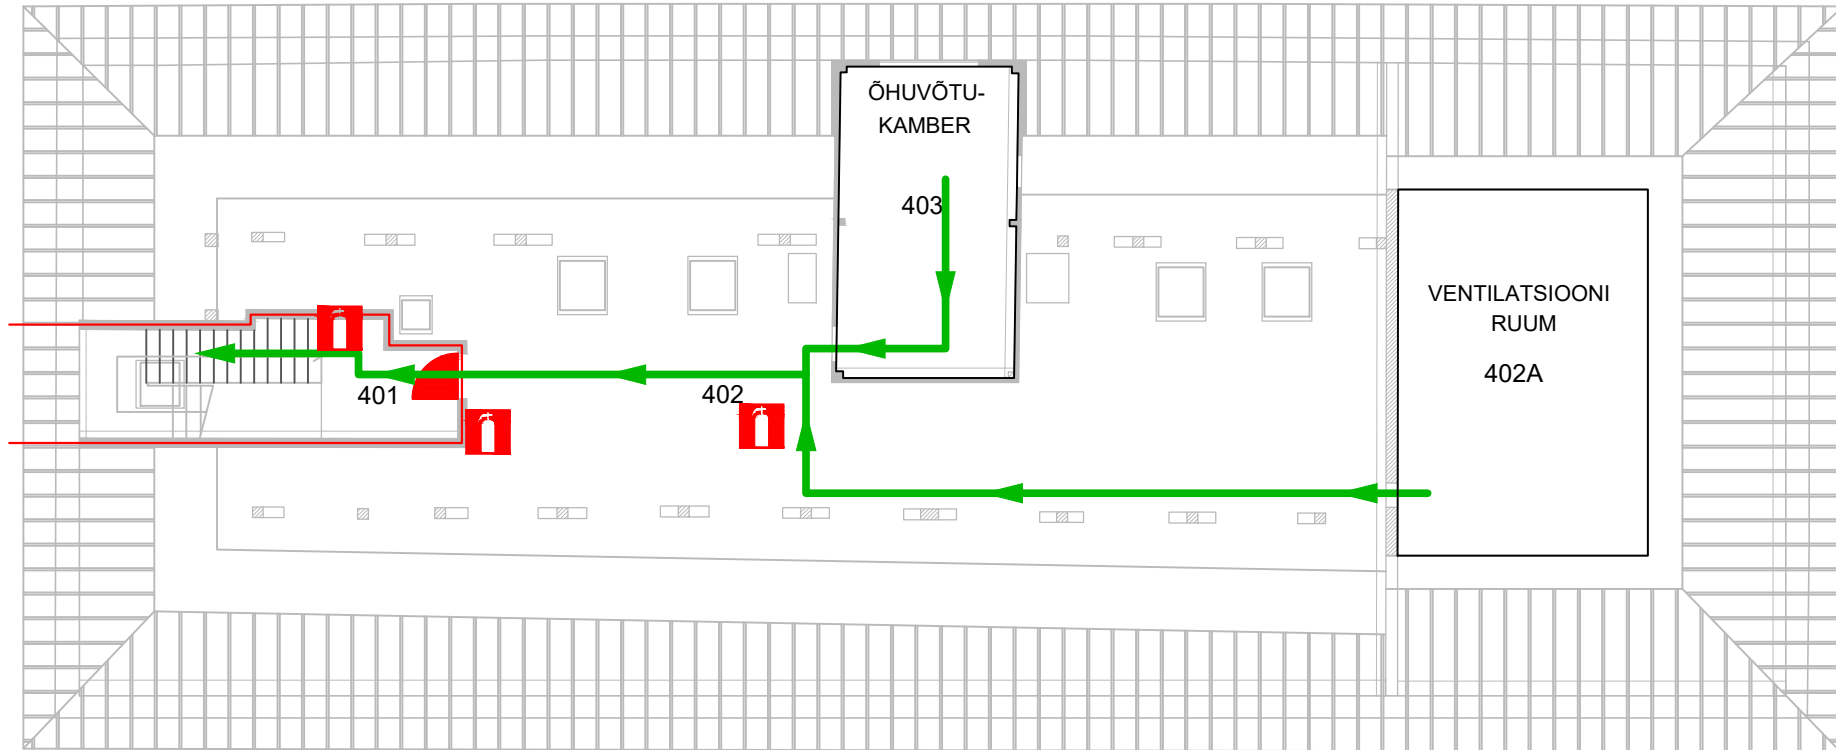 ÕHUVÕTU-
KAMBER
403
VENTILATSIOONI
RUUM
402A
401
402